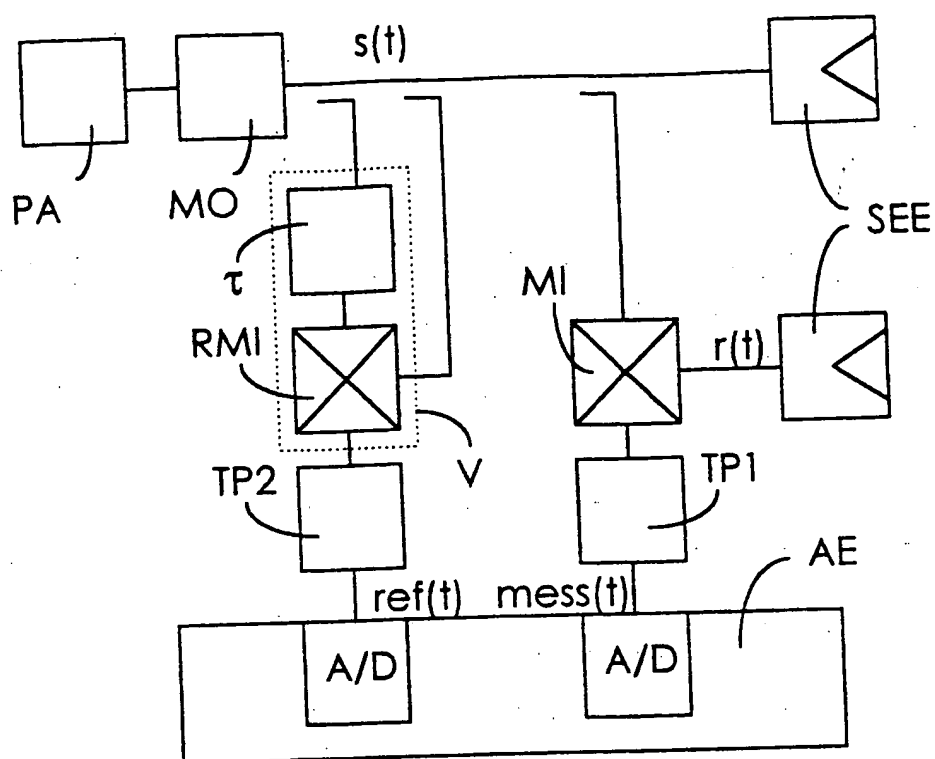 s(t)
PA
MO
SEE
τ
MI
RMI
r(t)
V
TP2
TP1
AE
ref(t)
mess(t)
A/D
A/D